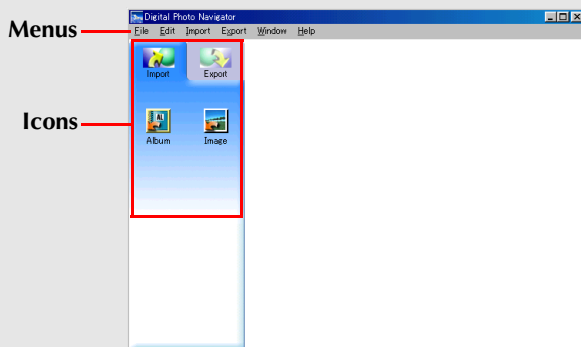 Digital Photo Navigator
Menus
File Edit Import Export Window Help
Import Export
Icons
Album Image